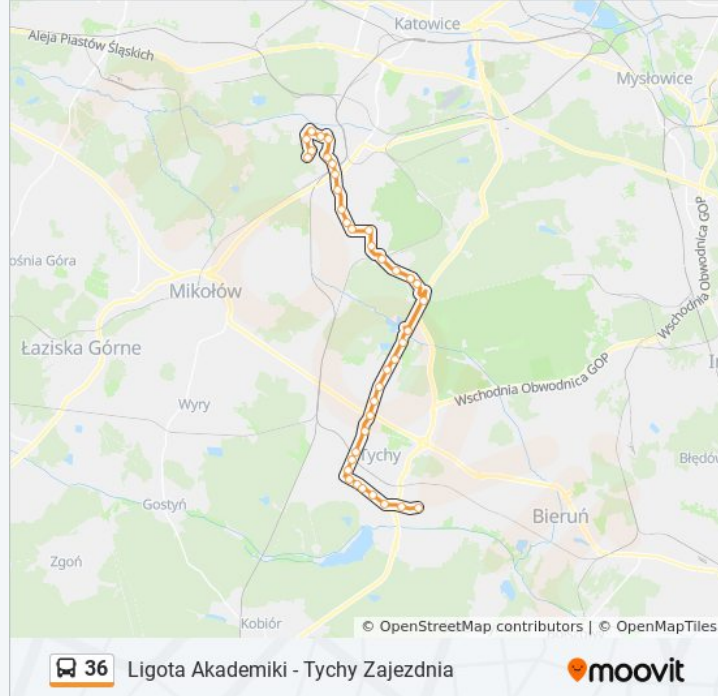 Katowice
Aleja Piastów Śląskich
Mysłowice
Wschodnia Obwodnica GOP
ośnia Góra
Mikołów
Łaziska Górne
Wschodnia Obwodnica GOP
Wyry
Tychy
Błędów
Gostyń
Bieruń
Zgoń
Kobiór
© OpenStreetMap contributors | © OpenMapTiles
36 Ligota Akademiki - Tychy Zajezdnia
moovit